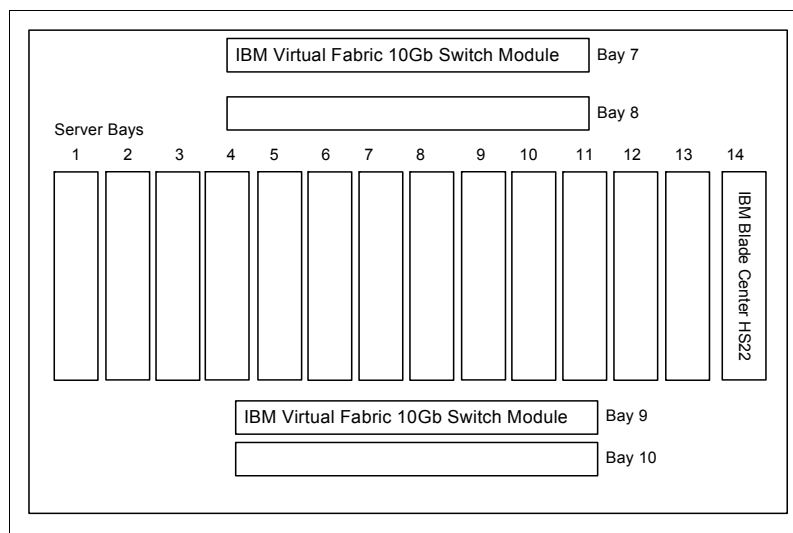 IBM Virtual Fabric 10Gb Switch Module Bay 7
Bay 8
Server Bays
1 2 3 4 5 6 7 8 9 10 11 12 13 14
IBM Blade Center HS22
IBM Virtual Fabric 10Gb Switch Module Bay 9
Bay 10